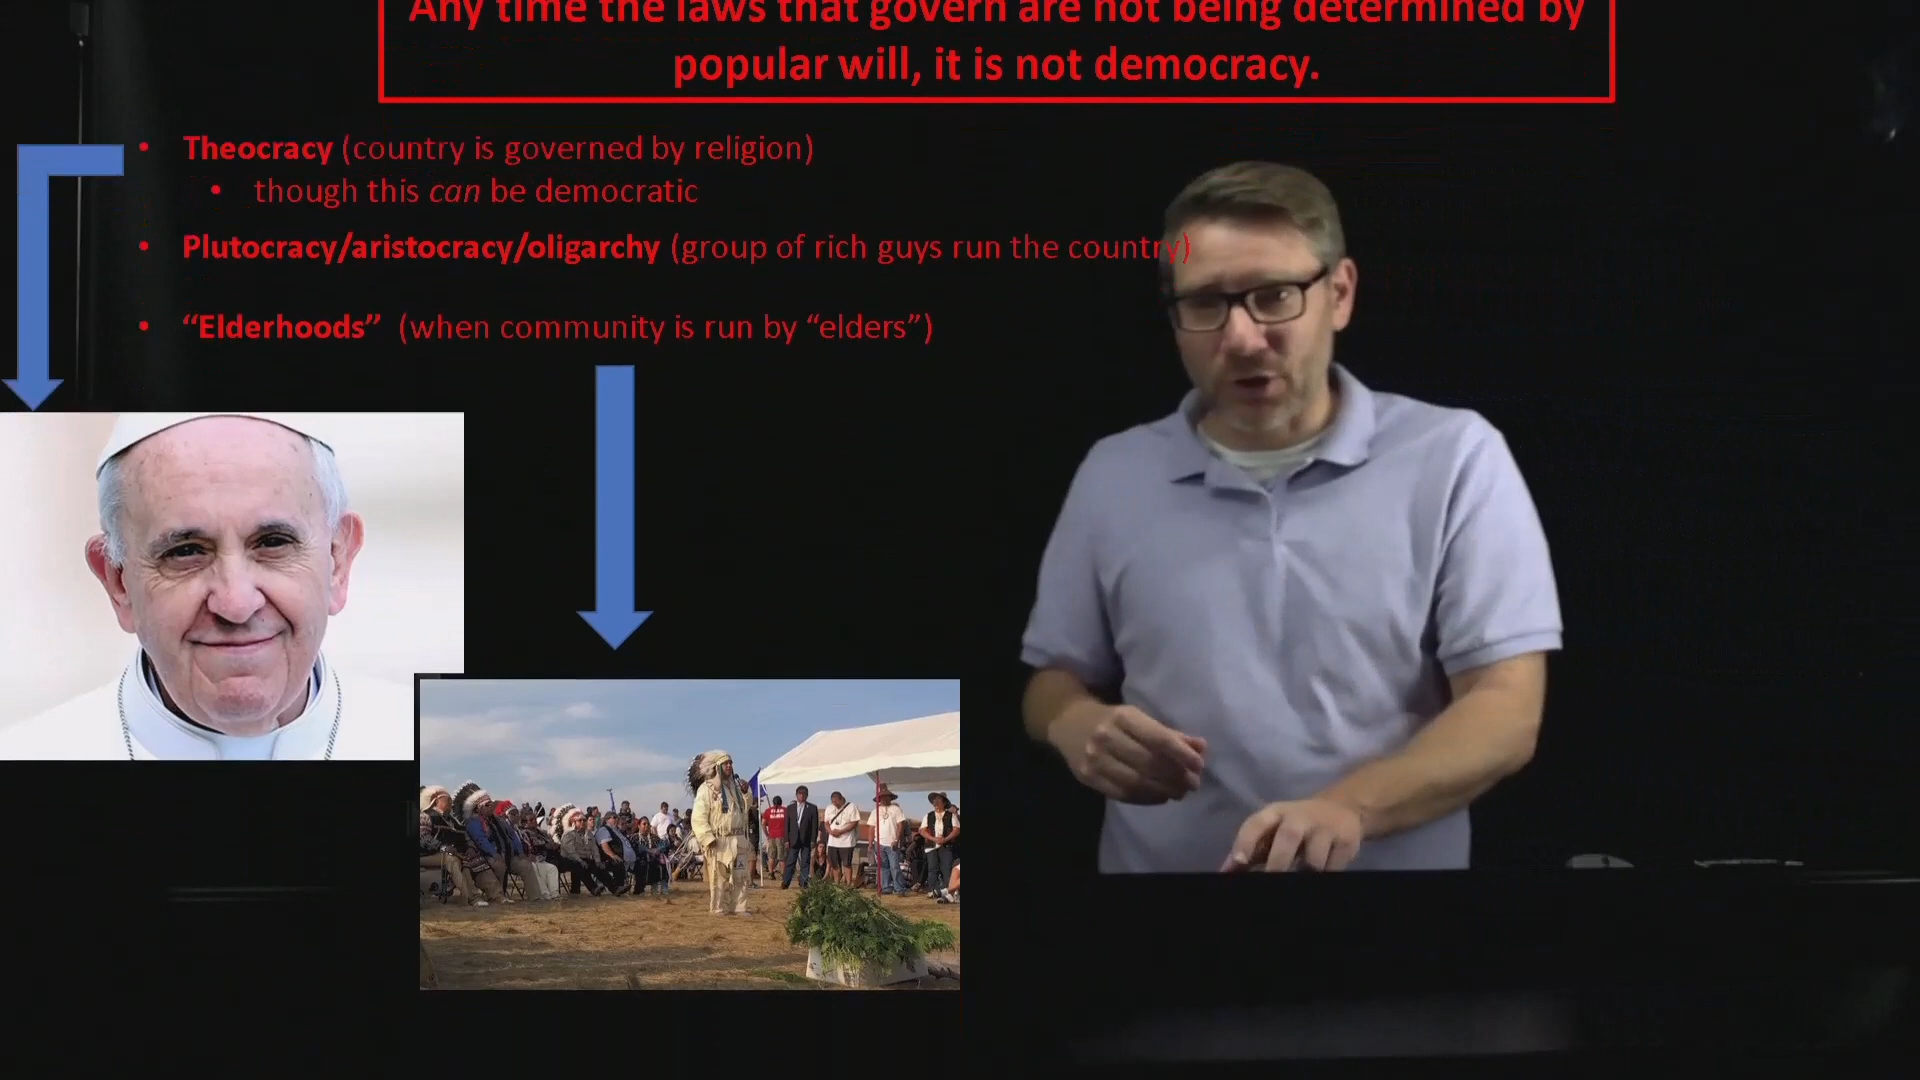 Any time the laws that govern are not being determined by
popular will, it is not democracy.
• Theocracy (country is governed by religion)
• though this can be democratic
• Plutocracy/aristocracy/oligarchy (group of rich guys run the country)
• “Elderhoods” (when community is run by “elders”)